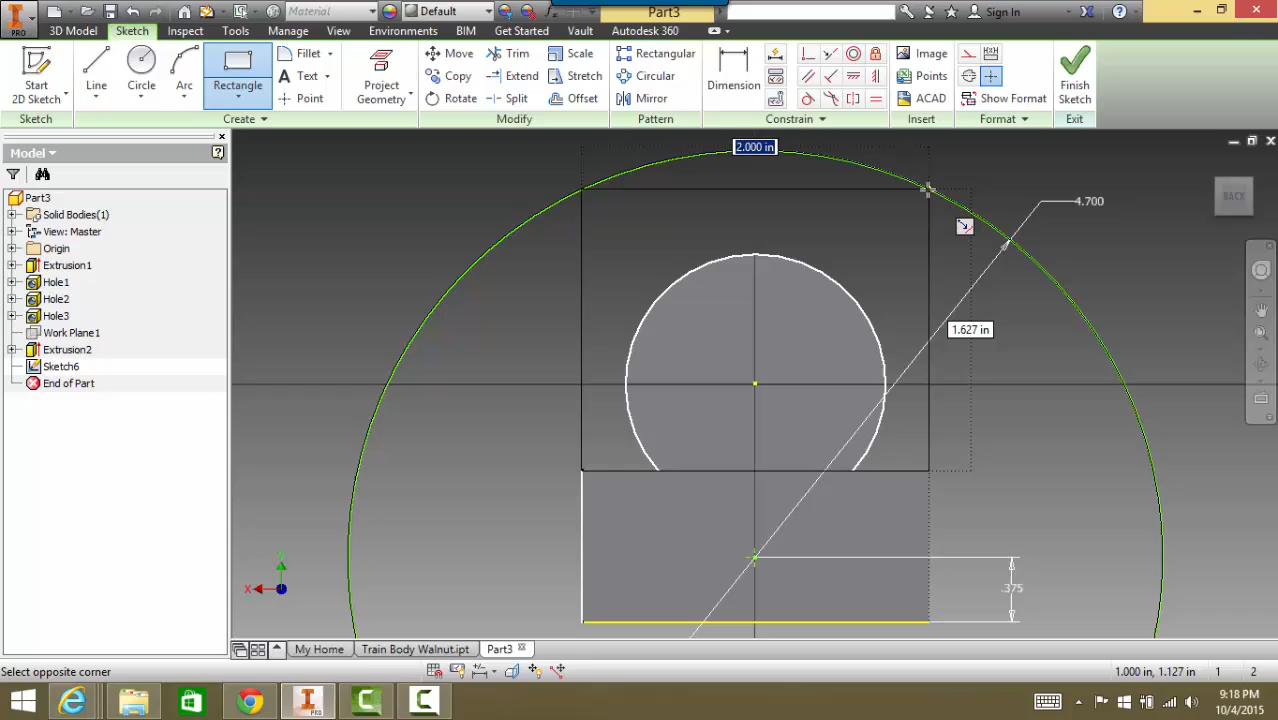 PRO
Material
Default
Part3
Sign In
3D Model Sketch Inspect Tools Manage View Environments BIM Get Started Vault Autodesk 360
Start 2D Sketch
Line
Circle
Arc
Rectangle
Fillet
Text
Point
Project Geometry
Move
Copy
Rotate
Trim
Extend
Split
Scale
Stretch
Offset
Rectangular
Circular
Mirror
Dimension
Image
Points
ACAD
Show Format
Finish Sketch
Sketch Create Modify Pattern Constrain Insert Format Exit
Model
Part3
Solid Bodies(1)
View: Master
Origin
Extrusion1
Hole1
Hole2
Hole3
Work Plane1
Extrusion2
Sketch6
End of Part
2.000 in
4.700
BACK
1.627 in
.375
X
My Home Train Body Walnut.ipt Part3
Select opposite corner
1.000 in, 1.127 in 1 2
PRO
9:18 PM
10/4/2015